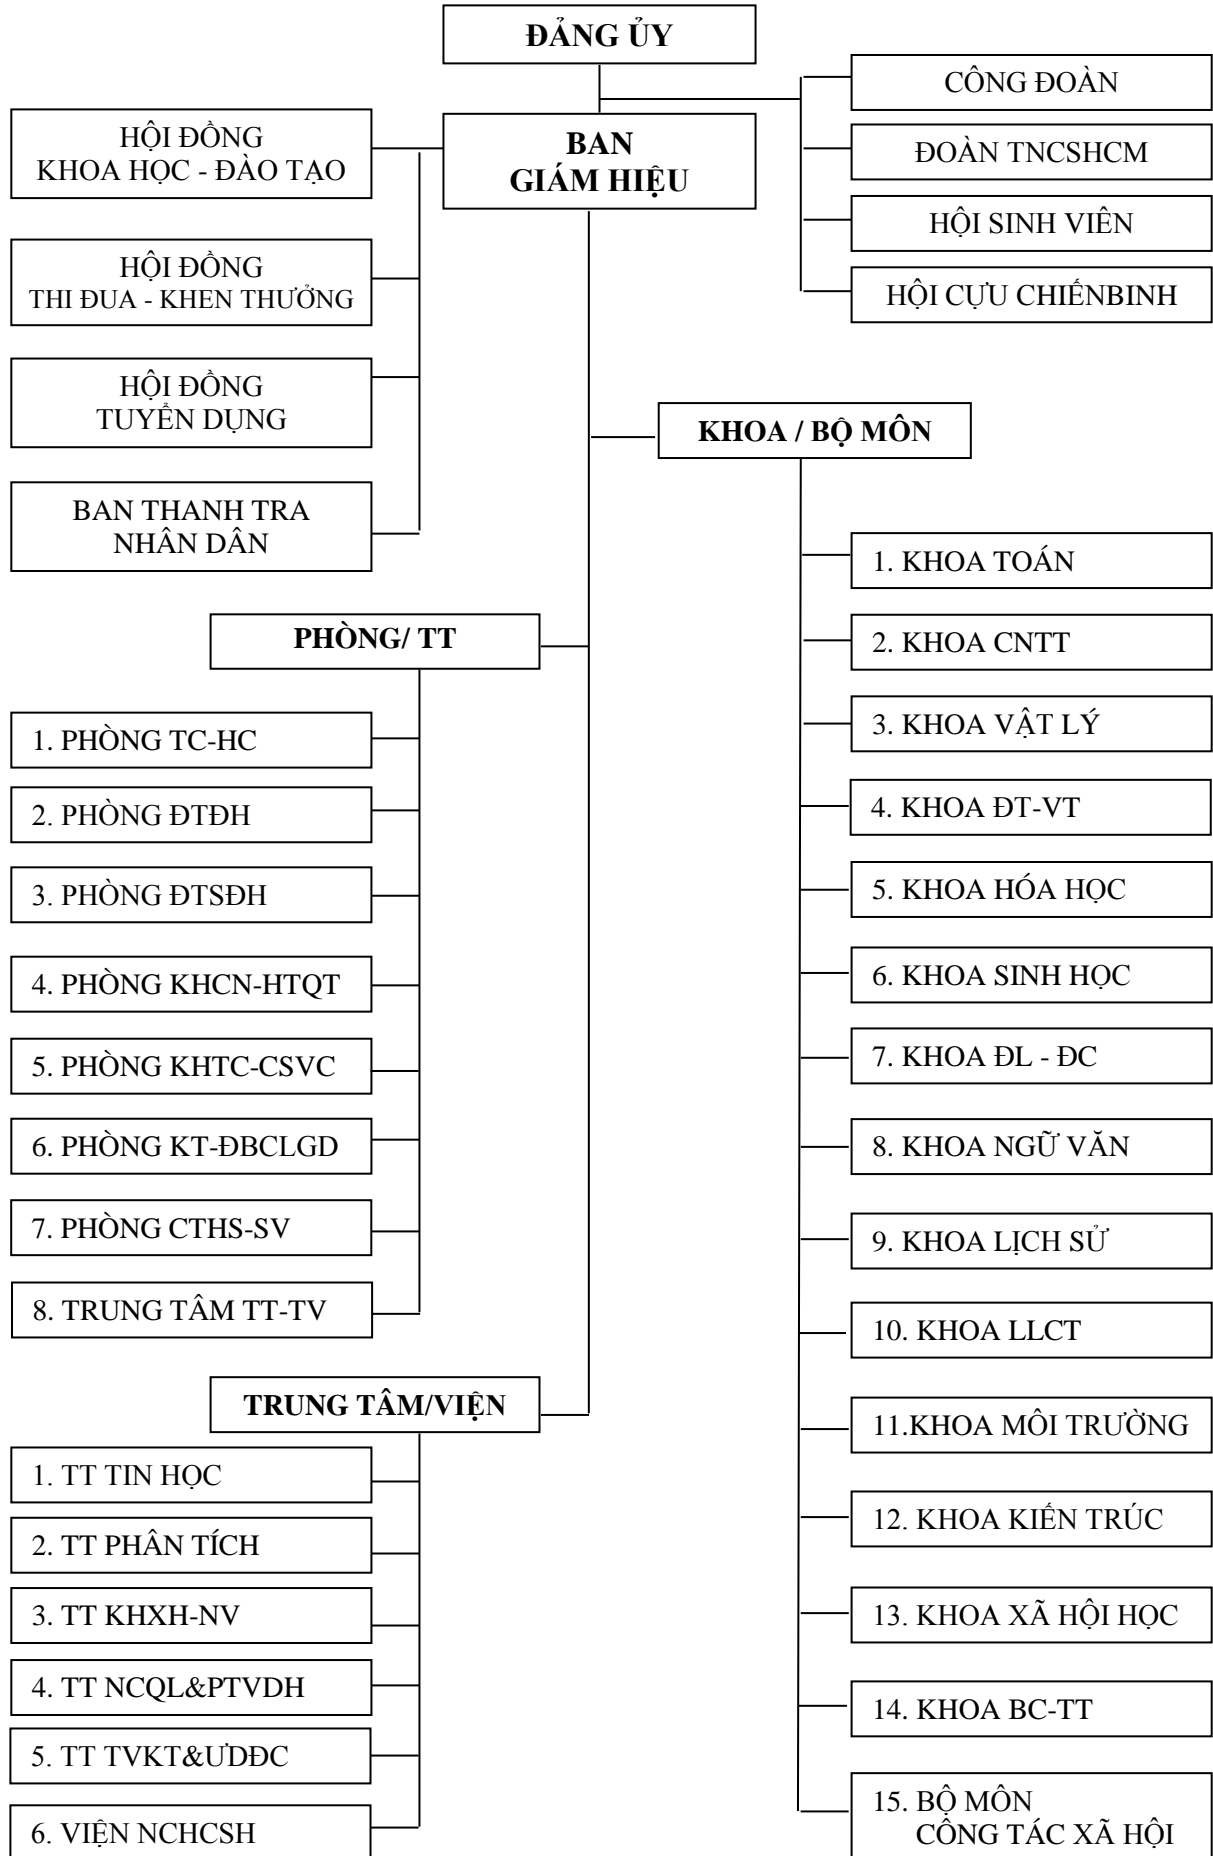 ĐẢNG ỦY
BAN
GIÁM HIỆU
CÔNG ĐOÀN
ĐOÀN TNCSHCM
HỘI SINH VIÊN
HỘI CỰU CHIẾNBINH
HỘI ĐỒNG
KHOA HỌC - ĐÀO TẠO
HỘI ĐỒNG
THI ĐUA - KHEN THƯỞNG
HỘI ĐỒNG
TUYỂN DỤNG
BAN THANH TRA
NHÂN DÂN
PHÒNG/ TT
1. PHÒNG TC-HC
2. PHÒNG ĐTĐH
3. PHÒNG ĐTSĐH
4. PHÒNG KHCN-HTQT
5. PHÒNG KHTC-CSVC
6. PHÒNG KT-ĐBCLGD
7. PHÒNG CTHS-SV
8. TRUNG TÂM TT-TV
TRUNG TÂM/VIỆN
1. TT TIN HỌC
2. TT PHÂN TÍCH
3. TT KHXH-NV
4. TT NCQL&PTVDH
5. TT TVKT&ƯDĐC
6. VIỆN NCHCSH
KHOA / BỘ MÔN
1. KHOA TOÁN
2. KHOA CNTT
3. KHOA VẬT LÝ
4. KHOA ĐT-VT
5. KHOA HÓA HỌC
6. KHOA SINH HỌC
7. KHOA ĐL - ĐC
8. KHOA NGỮ VĂN
9. KHOA LỊCH SỬ
10. KHOA LLCT
11.KHOA MÔI TRƯỜNG
12. KHOA KIẾN TRÚC
13. KHOA XÃ HỘI HỌC
14. KHOA BC-TT
15. BỘ MÔN
CÔNG TÁC XÃ HỘI